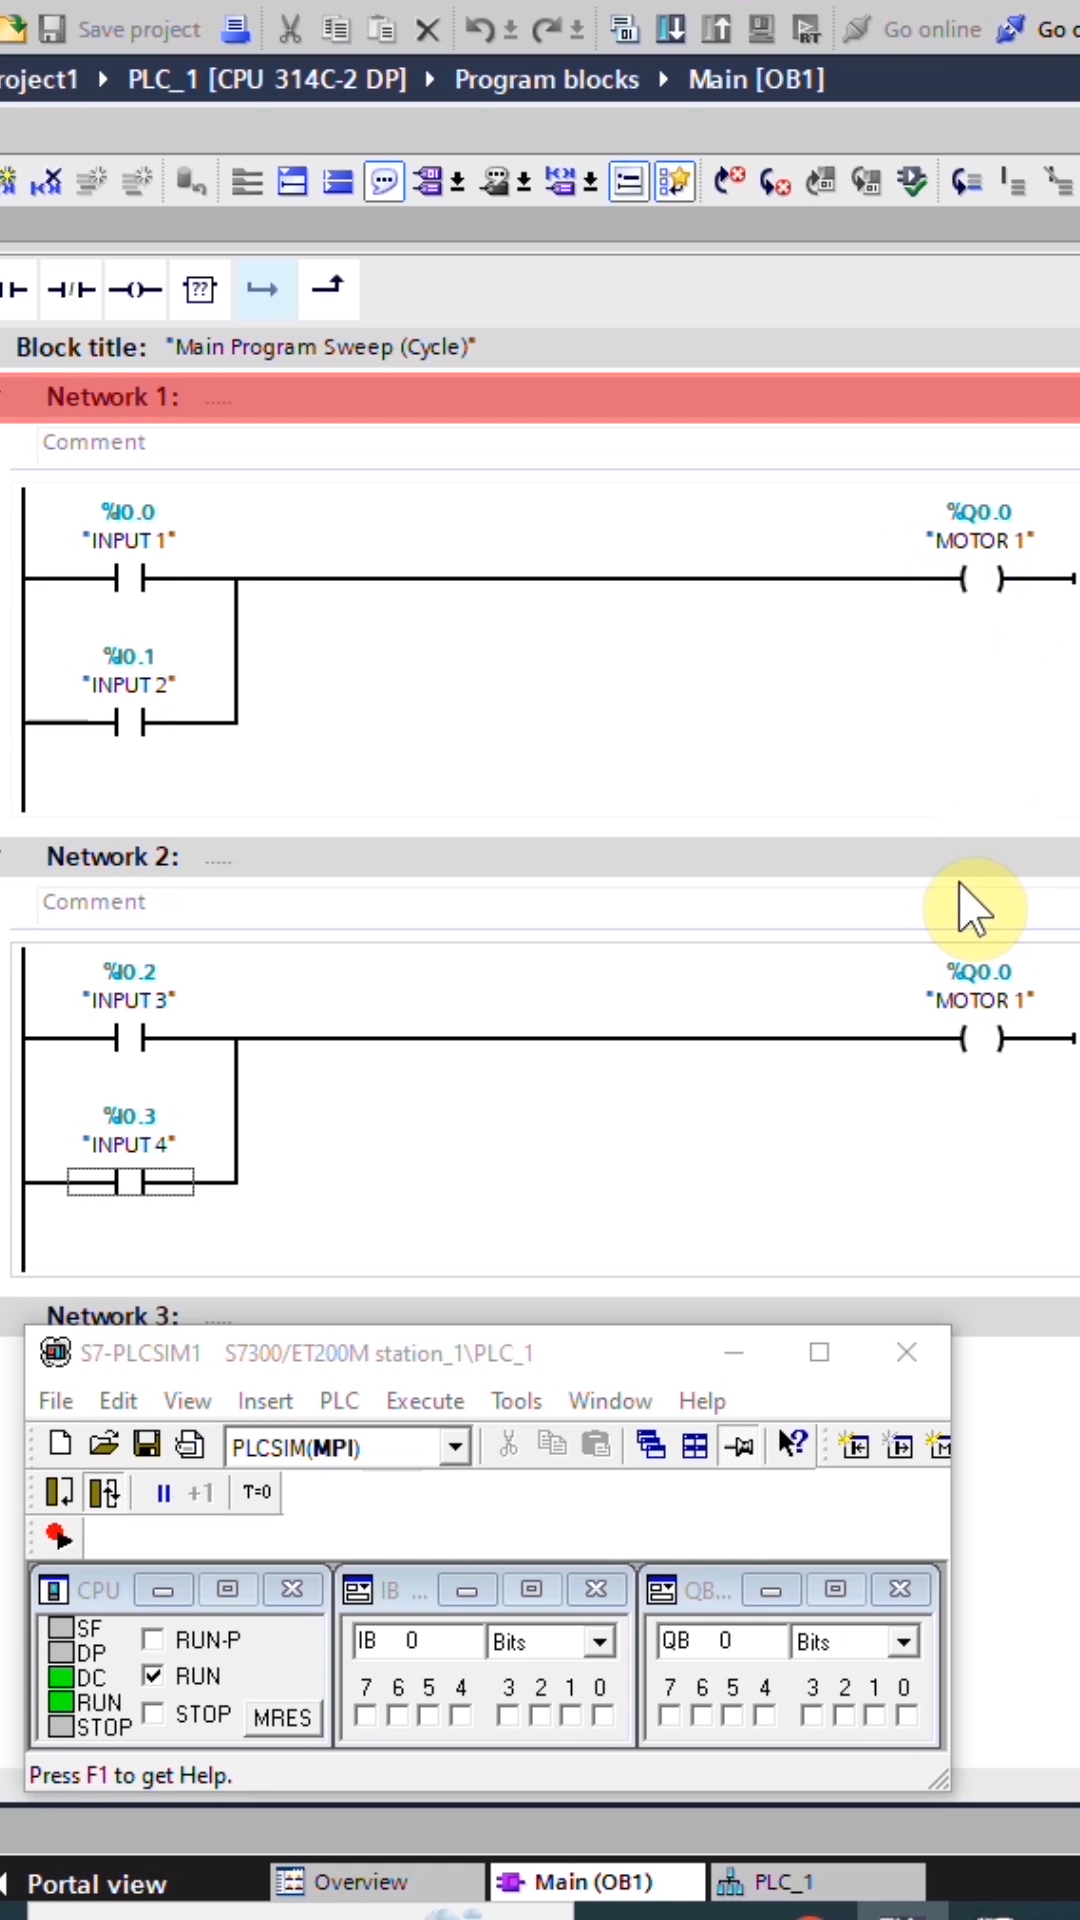 Save project
Go online
Go o
roject1
PLC_1 [CPU 314C-2 DP]
Program blocks
Main [OB1]
??
Block title: "Main Program Sweep (Cycle)"
Network 1: .....
Comment
%I0.0
"INPUT 1"
%Q0.0
"MOTOR 1"
%I0.1
"INPUT 2"
Network 2: .....
Comment
%I0.2
"INPUT 3"
%Q0.0
"MOTOR 1"
%I0.3
"INPUT 4"
Network 3: .....
S7-PLCSIM1 S7300/ET200M station_1\PLC_1
File Edit View Insert PLC Execute Tools Window Help
PLCSIM(MPI)
+1 T=0
CPU
SF
DP
DC
RUN
STOP
RUN-P
RUN
STOP
MRES
IB ...
IB 0 Bits
7 6 5 4 3 2 1 0
QB...
QB 0 Bits
7 6 5 4 3 2 1 0
Press F1 to get Help.
Portal view
Overview
Main (OB1)
PLC_1